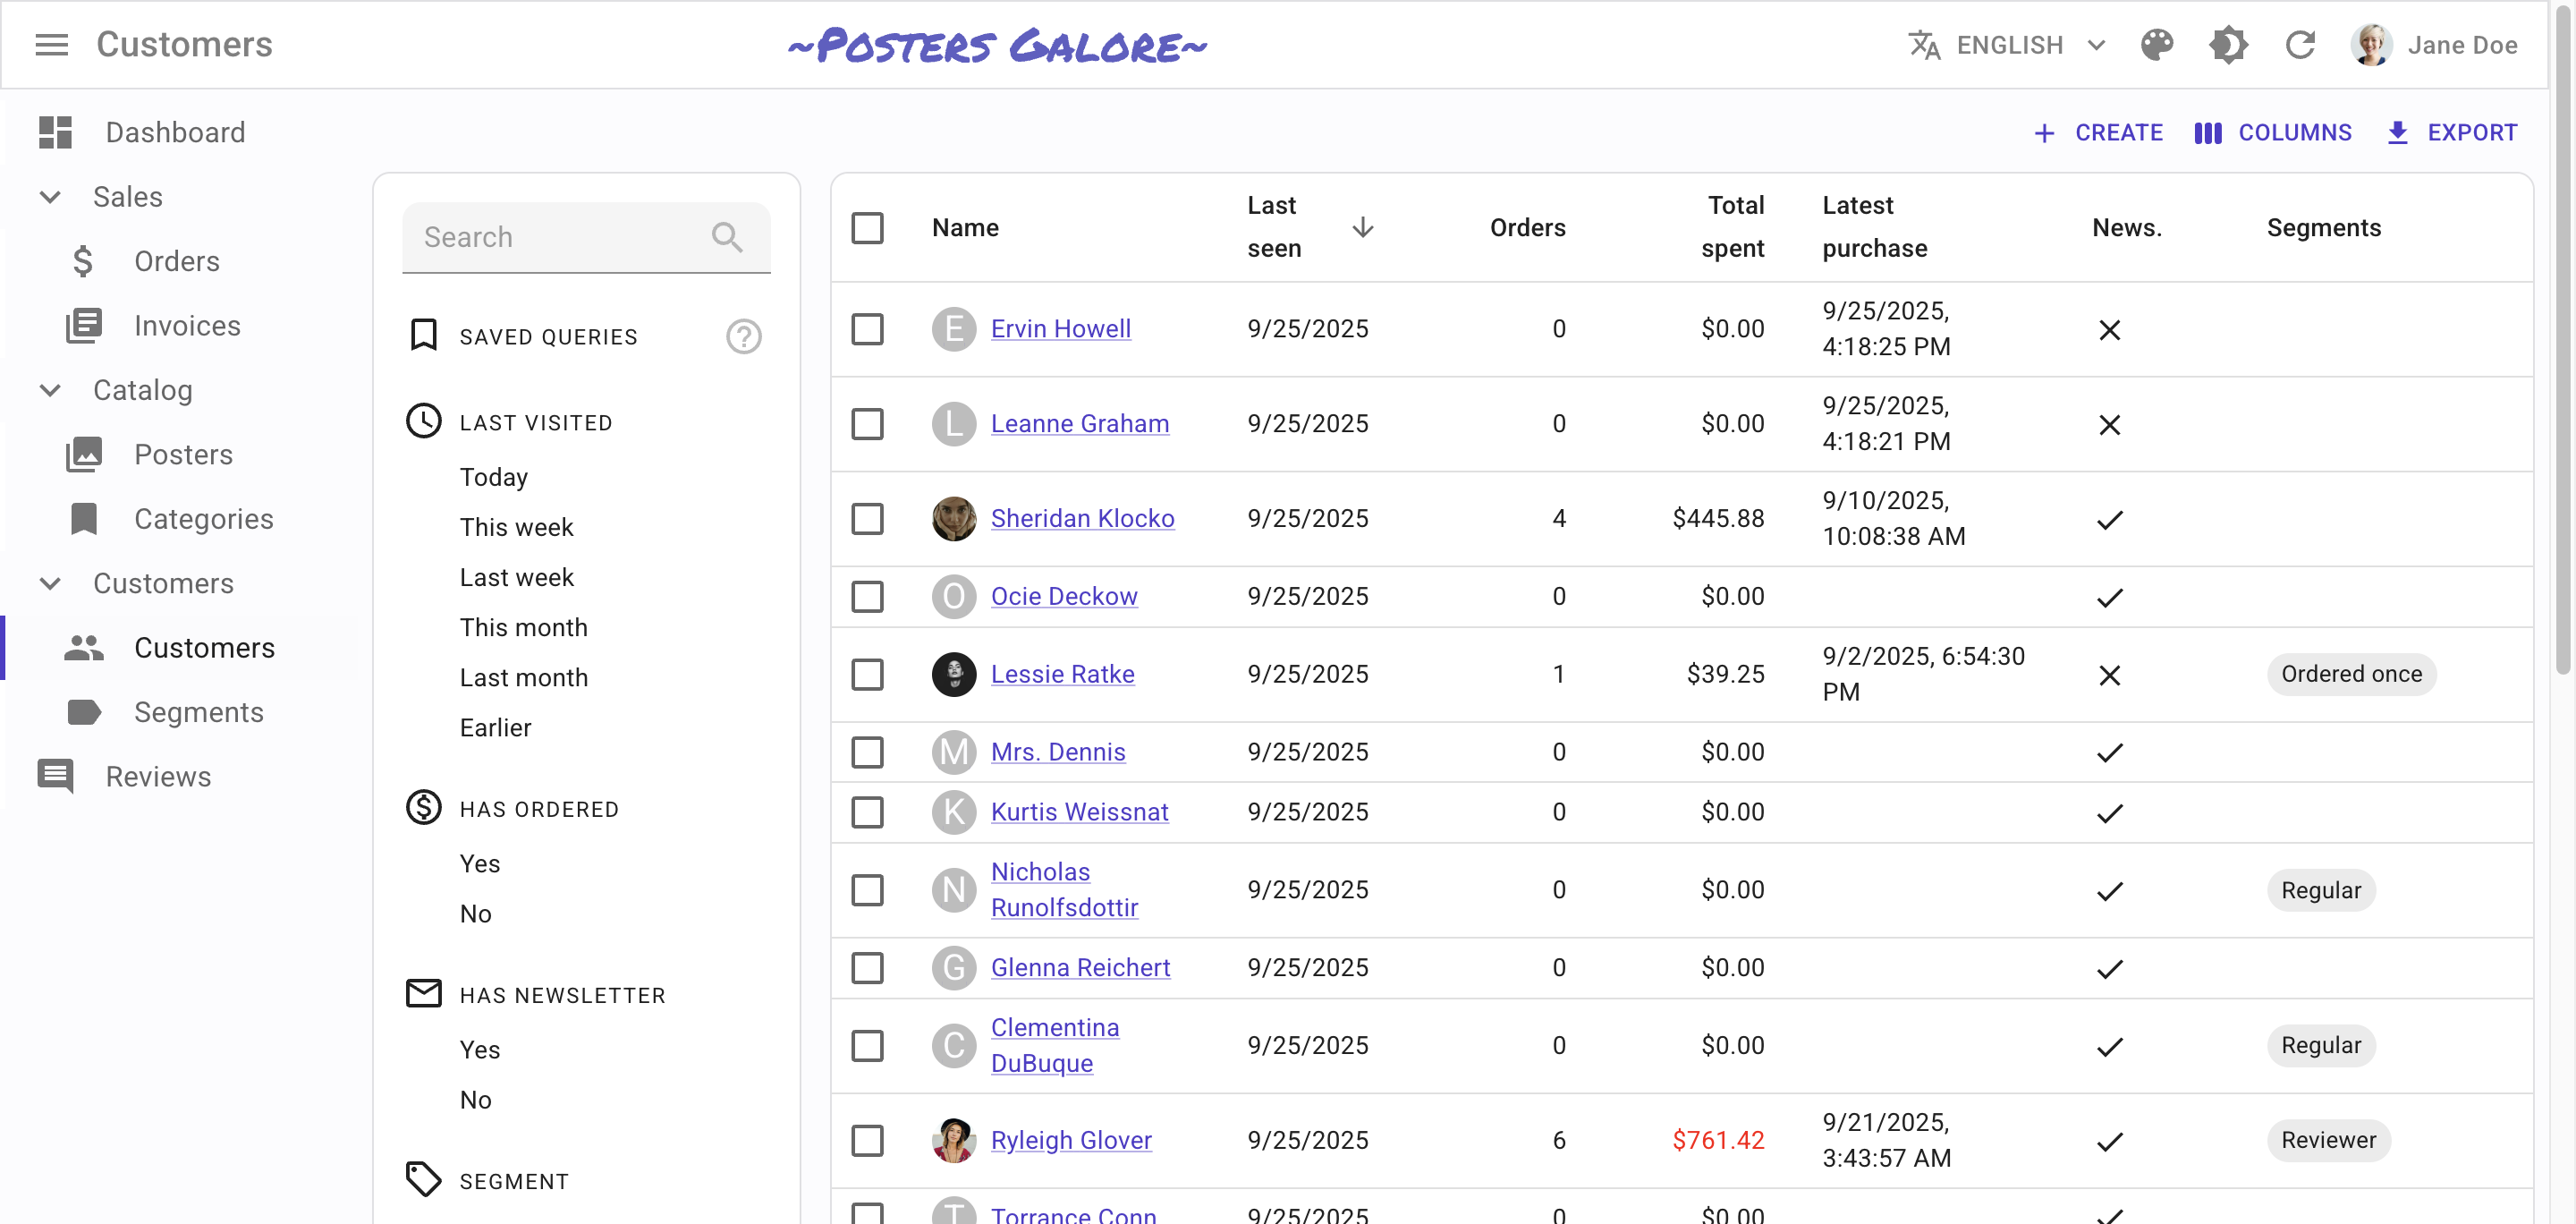 Customers
~Posters Galore~
ENGLISH
Jane Doe
Dashboard
Sales
Orders
Invoices
Catalog
Posters
Categories
Customers
Customers
Segments
Reviews
CREATE
COLUMNS
EXPORT
Search
SAVED QUERIES
LAST VISITED
Today
This week
Last week
This month
Last month
Earlier
HAS ORDERED
Yes
No
HAS NEWSLETTER
Yes
No
SEGMENT
Name Last seen Orders Total spent Latest purchase News. Segments
E Ervin Howell 9/25/2025 0 $0.00 9/25/2025, 4:18:25 PM
L Leanne Graham 9/25/2025 0 $0.00 9/25/2025, 4:18:21 PM
Sheridan Klocko 9/25/2025 4 $445.88 9/10/2025, 10:08:38 AM
O Ocie Deckow 9/25/2025 0 $0.00
Lessie Ratke 9/25/2025 1 $39.25 9/2/2025, 6:54:30 PM Ordered once
M Mrs. Dennis 9/25/2025 0 $0.00
K Kurtis Weissnat 9/25/2025 0 $0.00
N Nicholas Runolfsdottir 9/25/2025 0 $0.00 Regular
G Glenna Reichert 9/25/2025 0 $0.00
C Clementina DuBuque 9/25/2025 0 $0.00 Regular
Ryleigh Glover 9/25/2025 6 $761.42 9/21/2025, 3:43:57 AM Reviewer
T Torrance Conn 9/25/2025 0 $0.00